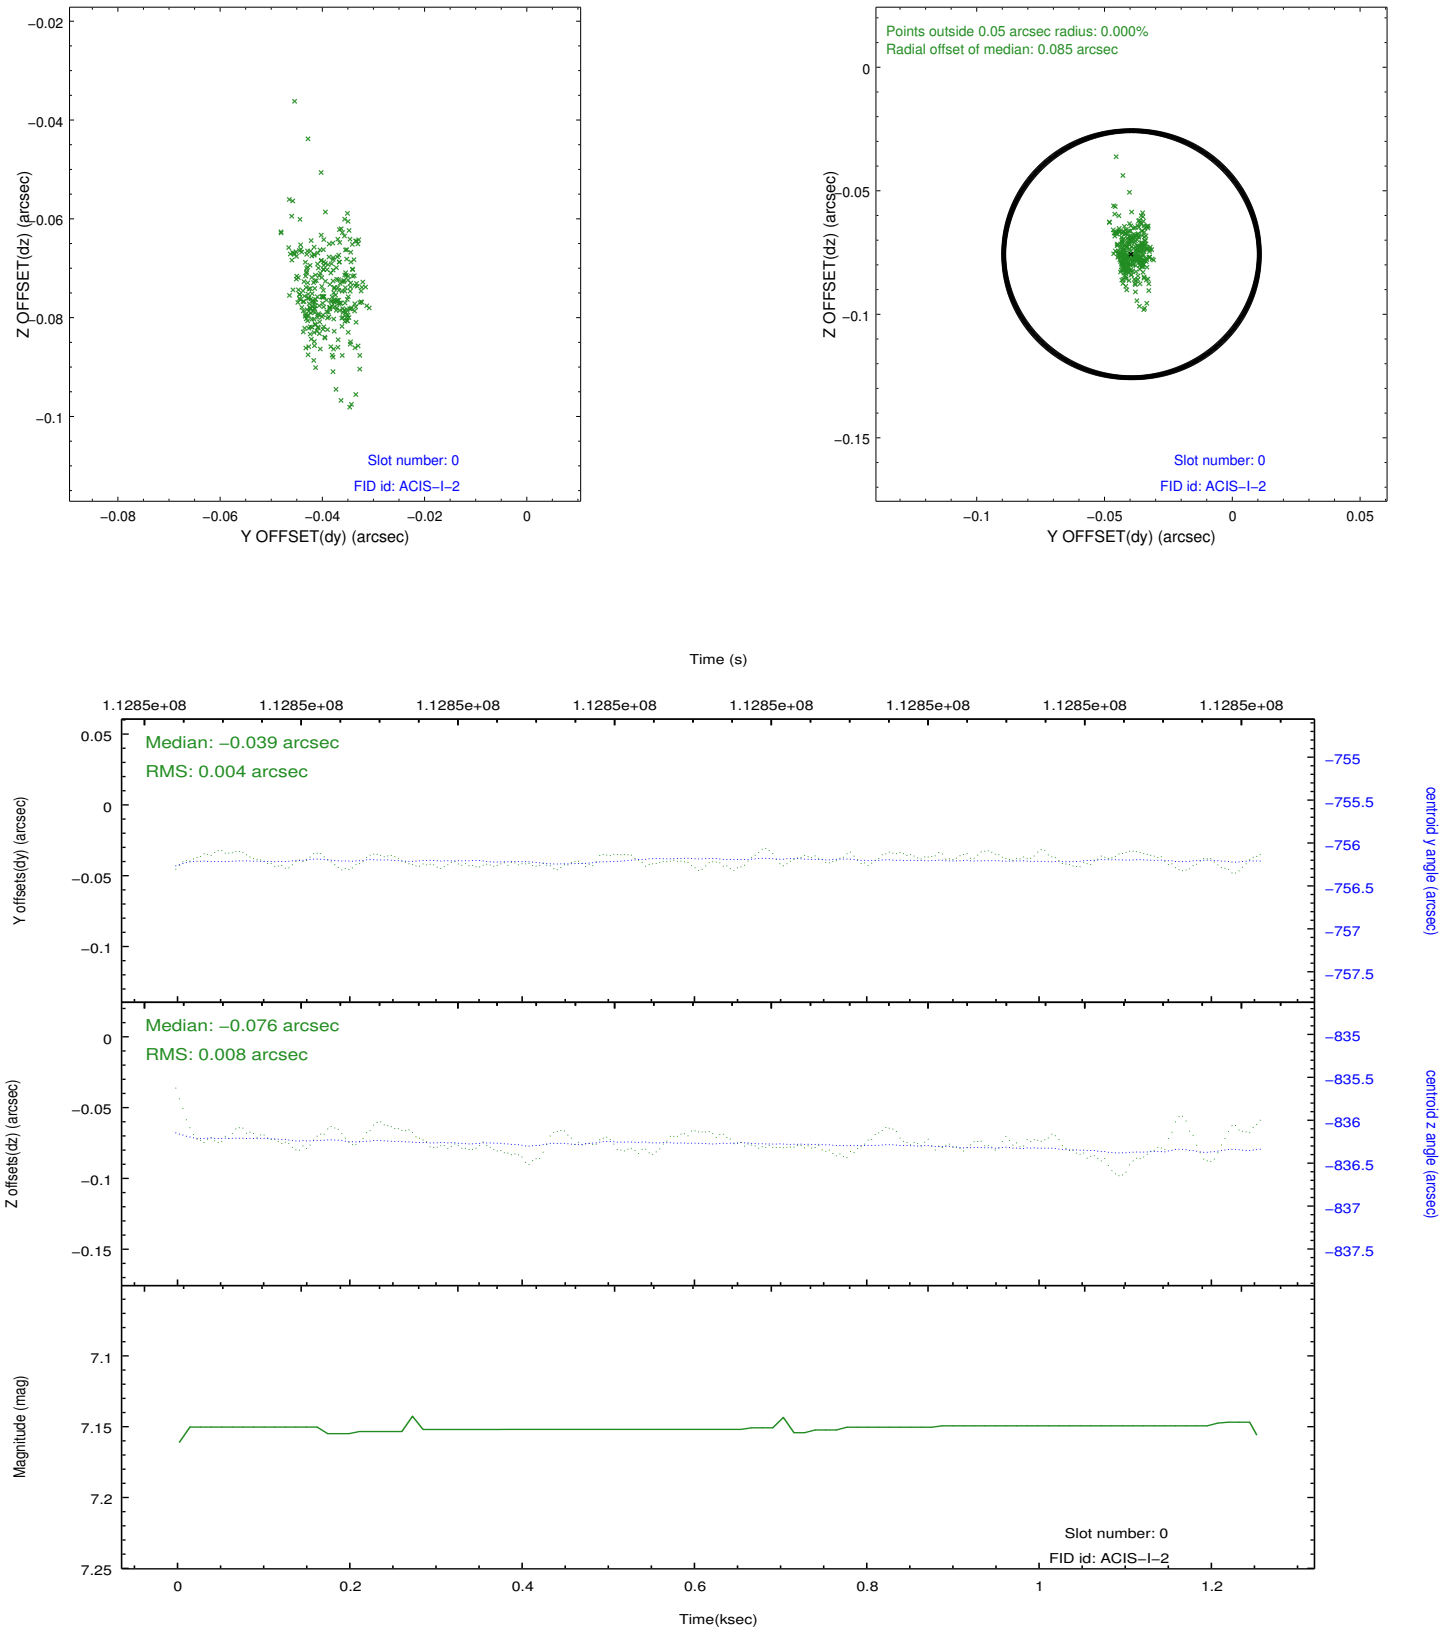 −0.02
−0.04
−0.06
−0.08
−0.1
Z OFFSET(dz) (arcsec)
Slot number: 0
FID id: ACIS−I−2
−0.08 −0.06 −0.04 −0.02 0
Y OFFSET(dy) (arcsec)
Points outside 0.05 arcsec radius: 0.000%
Radial offset of median: 0.085 arcsec
0
−0.05
−0.1
−0.15
Z OFFSET(dz) (arcsec)
Slot number: 0
FID id: ACIS−I−2
−0.1 −0.05 0 0.05
Y OFFSET(dy) (arcsec)
Time (s)
1.1285e+08 1.1285e+08 1.1285e+08 1.1285e+08 1.1285e+08 1.1285e+08 1.1285e+08 1.1285e+08
Median: −0.039 arcsec
RMS: 0.004 arcsec
0.05
0
−0.05
−0.1
Y offsets(dy) (arcsec)
−755
−755.5
−756
−756.5
−757
−757.5
centroid y angle (arcsec)
Median: −0.076 arcsec
RMS: 0.008 arcsec
0
−0.05
−0.1
−0.15
Z offsets(dz) (arcsec)
−835
−835.5
−836
−836.5
−837
−837.5
centroid z angle (arcsec)
7.1
7.15
7.2
7.25
Magnitude (mag)
Slot number: 0
FID id: ACIS−I−2
0 0.2 0.4 0.6 0.8 1 1.2
Time(ksec)